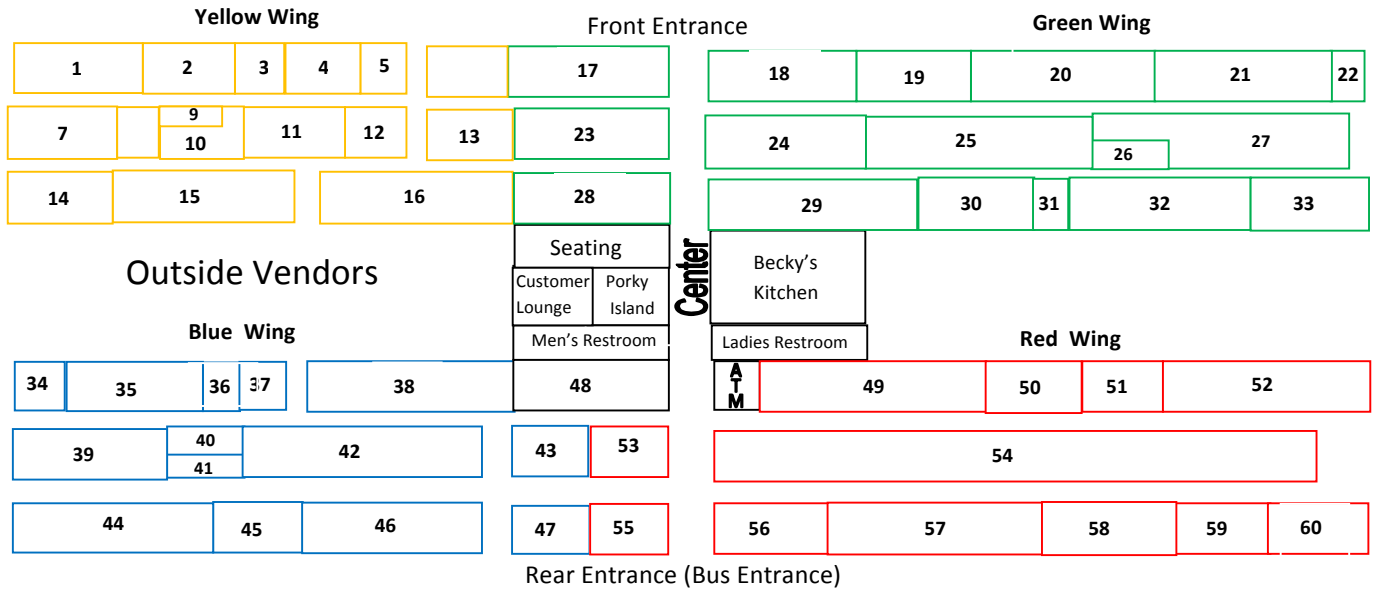 Yellow Wing
Front Entrance
Green Wing
1 2 3 4 5 17 18 19 20 21 22
7 9 10 11 12 13 23 24 25 26 27
14 15 16 28 29 30 31 32 33
Seating
Customer
Lounge
Porky
Island
Center
Becky's
Kitchen
Outside Vendors
Men's Restroom
Ladies Restroom
Blue Wing
Red Wing
34 35 36 37 38 48 ATM 49 50 51 52
39 40 41 42 43 53 54
44 45 46 47 55 56 57 58 59 60
Rear Entrance (Bus Entrance)